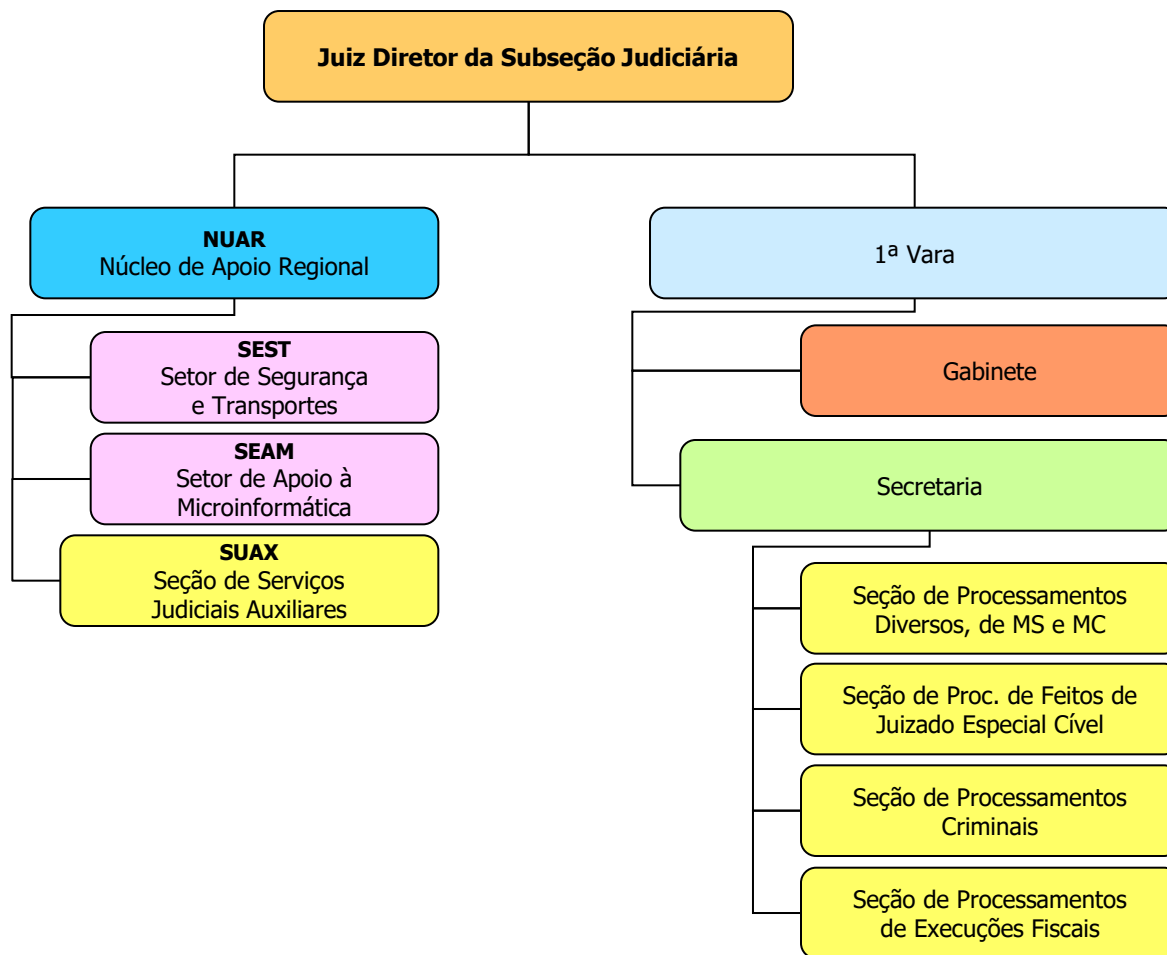 Juiz Diretor da Subseção Judiciária
NUAR
Núcleo de Apoio Regional
SEST
Setor de Segurança
e Transportes
SEAM
Setor de Apoio à
Microinformática
SUAX
Seção de Serviços
Judiciais Auxiliares
1ª Vara
Gabinete
Secretaria
Seção de Processamentos
Diversos, de MS e MC
Seção de Proc. de Feitos de
Juizado Especial Cível
Seção de Processamentos
Criminais
Seção de Processamentos
de Execuções Fiscais